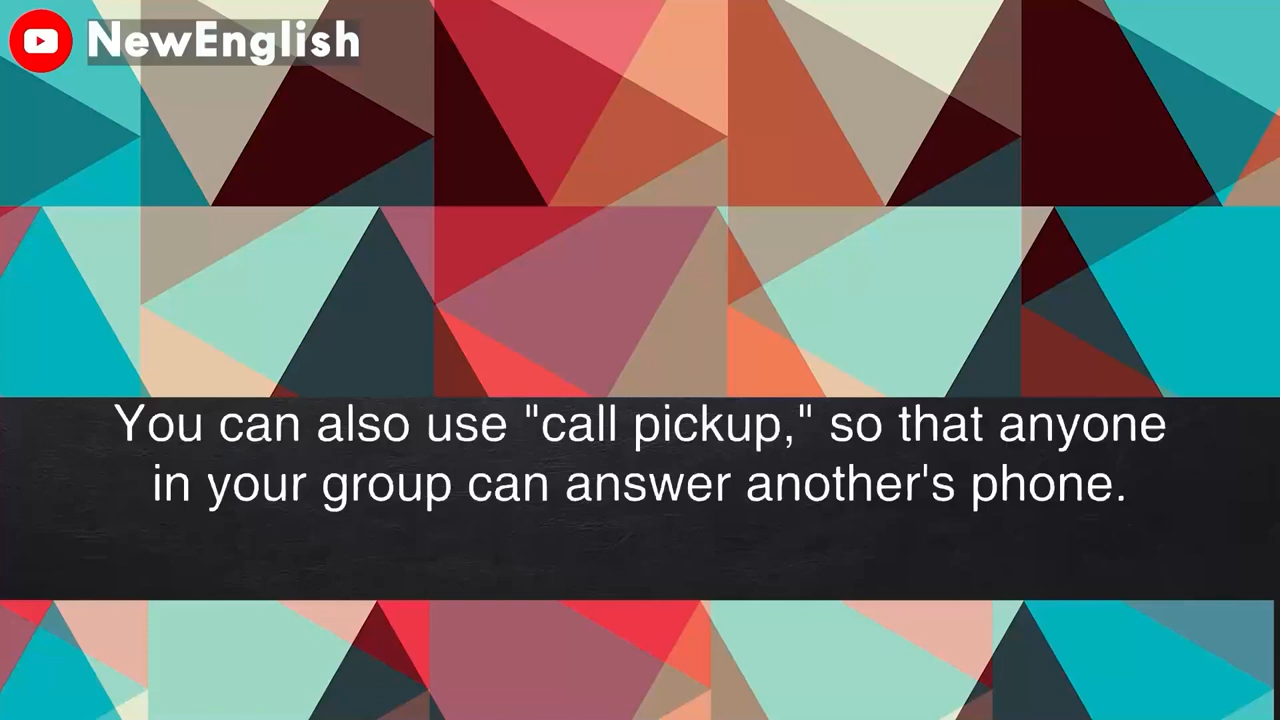 NewEnglish
You can also use "call pickup," so that anyone
in your group can answer another's phone.